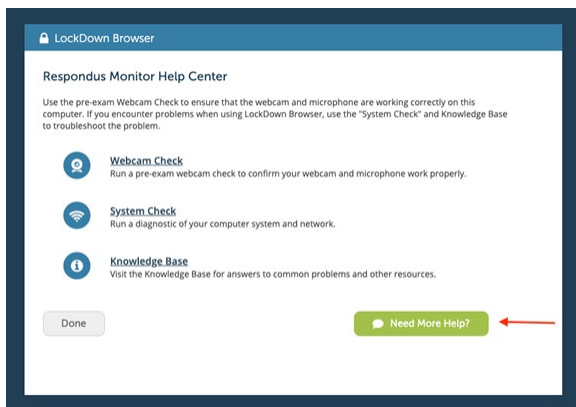 LockDown Browser
Respondus Monitor Help Center
Use the pre-exam Webcam Check to ensure that the webcam and microphone are working correctly on this
computer. If you encounter problems when using LockDown Browser, use the "System Check" and Knowledge Base
to troubleshoot the problem.
Webcam Check
Run a pre-exam webcam check to confirm your webcam and microphone work properly.
System Check
Run a diagnostic of your computer system and network.
Knowledge Base
Visit the Knowledge Base for answers to common problems and other resources.
Done
Need More Help?